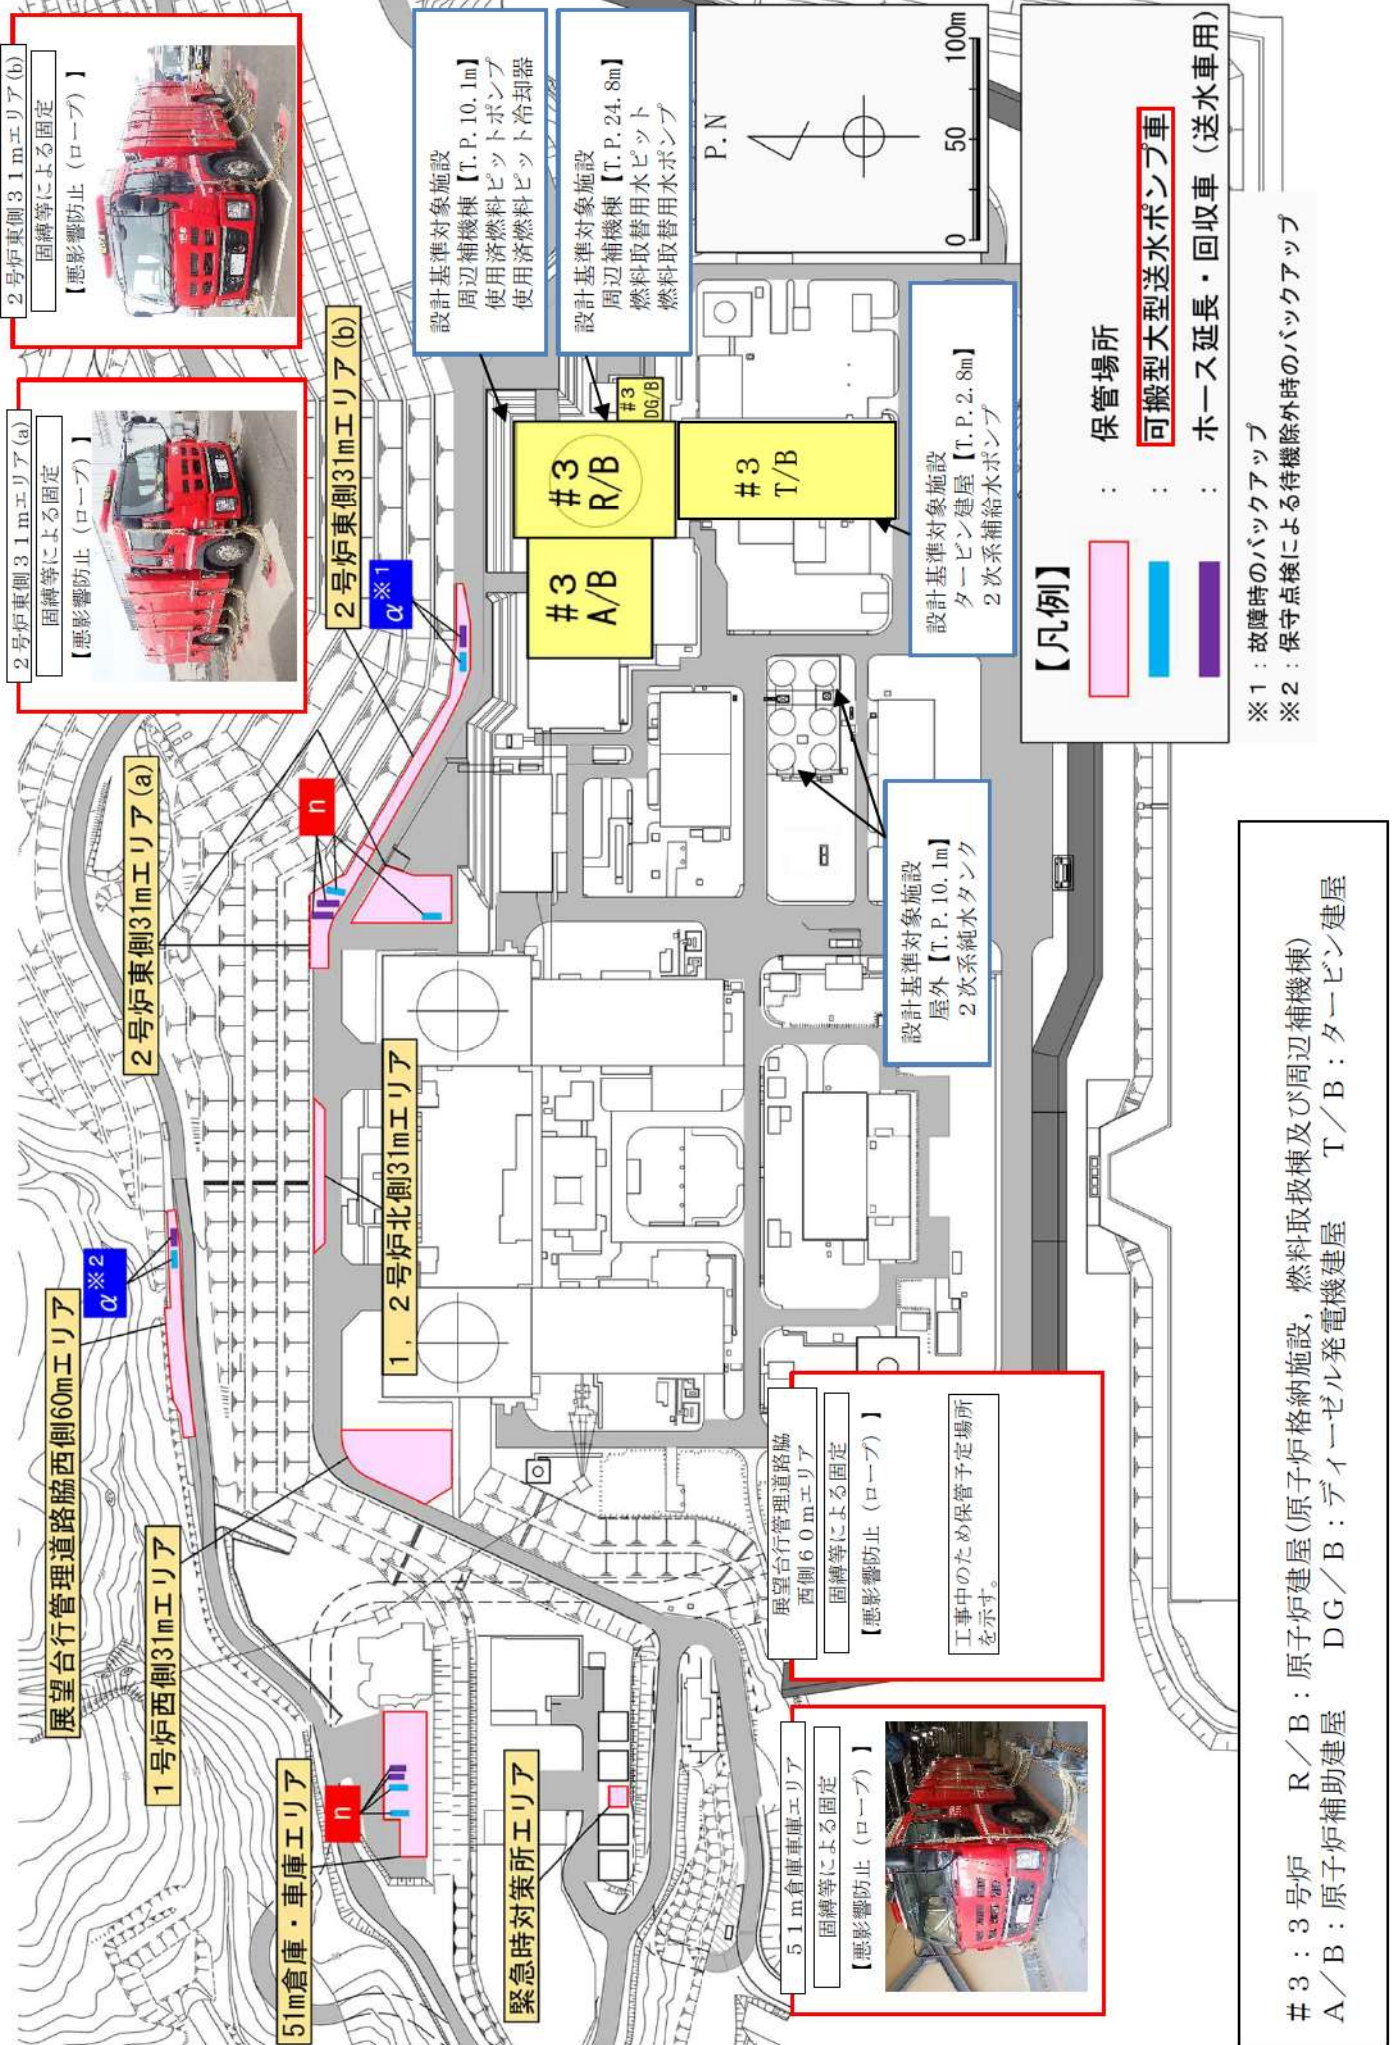 2号炉東側31mエリア(a)
固縛等による固定
【悪影響防止（ロープ）】
2号炉東側31mエリア(b)
固縛等による固定
【悪影響防止（ロープ）】
展望台行管理道路脇西側60mエリア
α※2
2号炉東側31mエリア(a)
1号炉西側31mエリア
n
2号炉東側31mエリア(b)
α※1
設計基準対象施設
周辺補機棟【T.P.10.1m】
使用済燃料ピットポンプ
使用済燃料ピット冷却器
設計基準対象施設
周辺補機棟【T.P.24.8m】
燃料取替用水ピット
燃料取替用水ポンプ
51m倉庫・車庫エリア
n
1，2号炉北側31mエリア
緊急時対策所エリア
#3
A/B
#3
R/B
#3
DG/B
#3
T/B
P.N
0
50
100m
51m倉庫車庫エリア
固縛等による固定
【悪影響防止（ロープ）】
展望台行管理道路脇
西側60mエリア
固縛等による固定
【悪影響防止（ロープ）】
工事中のため保管予定場所
を示す。
設計基準対象施設
屋外【T.P.10.1m】
2次系純水タンク
設計基準対象施設
タービン建屋【T.P.2.8m】
2次系補給水ポンプ
【凡例】
：保管場所
：可搬型大型送水ポンプ車
：ホース延長・回収車（送水車用）
※1：故障時のバックアップ
※2：保守点検による待機除外時のバックアップ
＃3：3号炉　R／B：原子炉建屋(原子炉格納施設，燃料取扱棟及び周辺補機棟)
A／B：原子炉補助建屋　DG／B：ディーゼル発電機建屋　T／B：タービン建屋